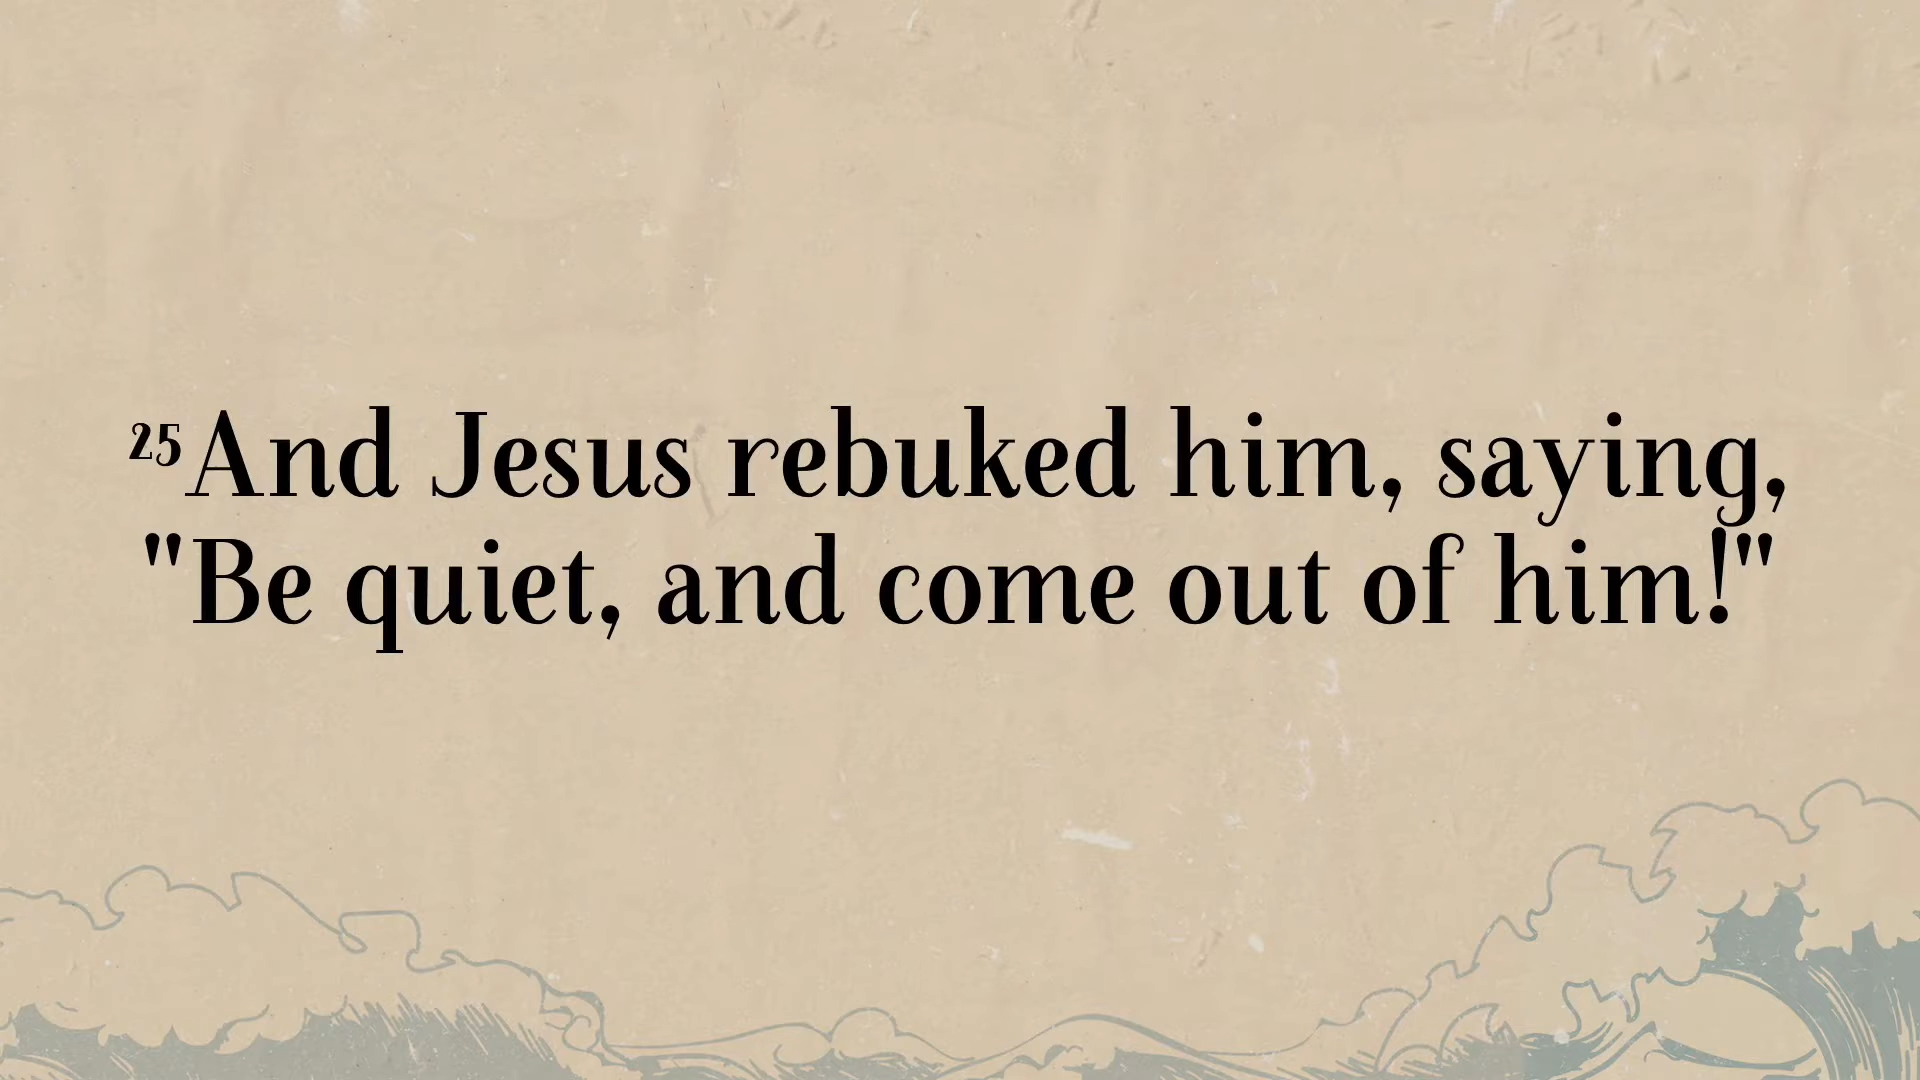 ²⁵And Jesus rebuked him, saying,
"Be quiet, and come out of him!"